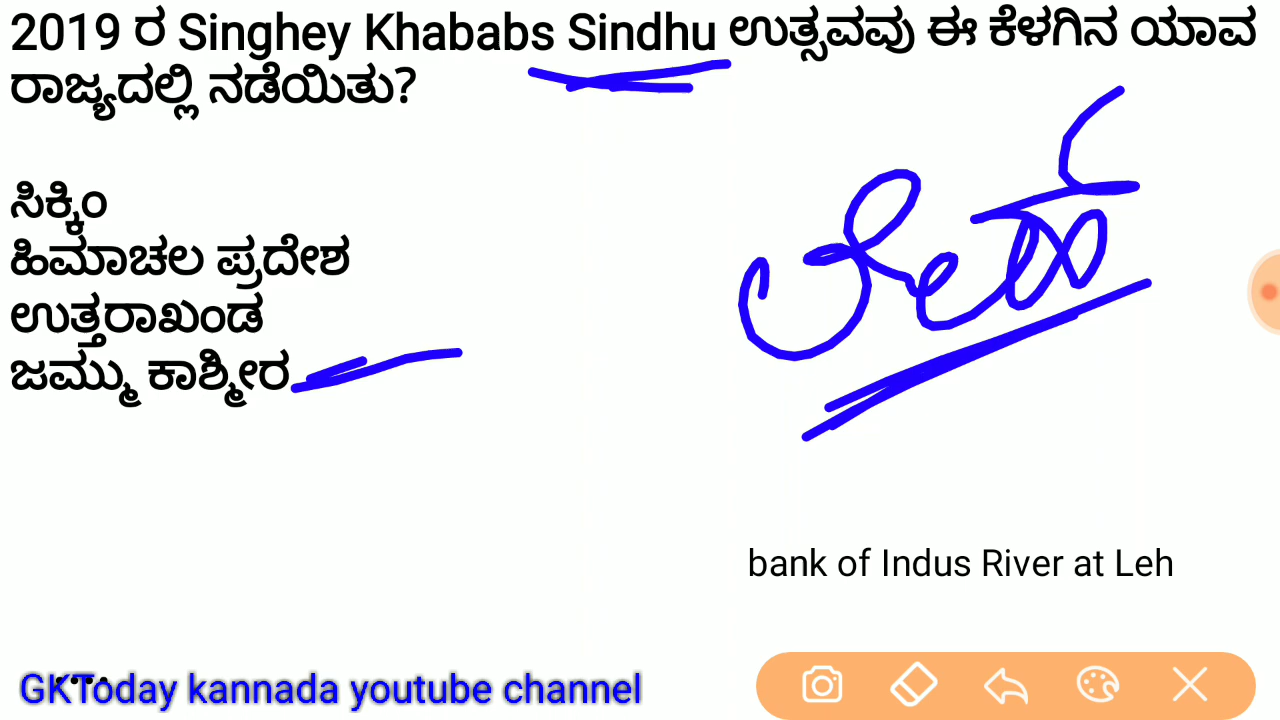 2019 ರ Singhey Khababs Sindhu ಉತ್ಸವವು ಈ ಕೆಳಗಿನ ಯಾವ
ರಾಜ್ಯದಲ್ಲಿ ನಡೆಯಿತು?
ಸಿಕ್ಕಿಂ
ಹಿಮಾಚಲ ಪ್ರದೇಶ
ಉತ್ತರಾಖಂಡ
ಜಮ್ಮು ಕಾಶ್ಮೀರ
ಲೇಹ್
bank of Indus River at Leh
GKToday kannada youtube channel